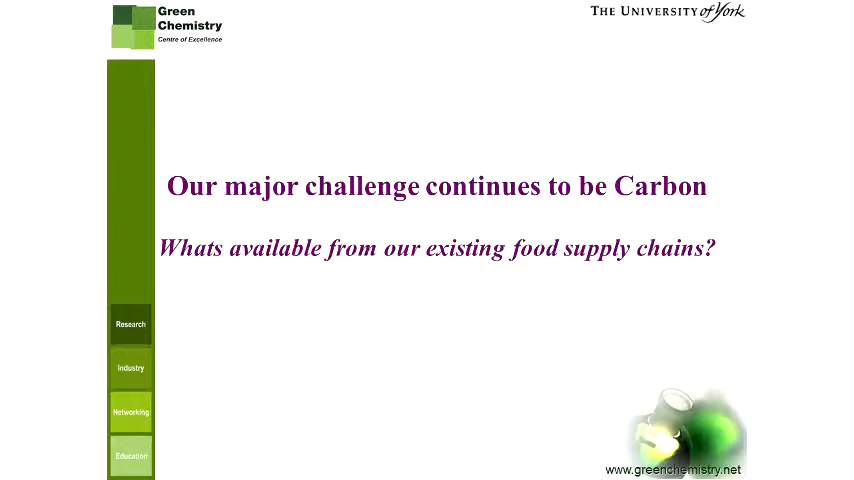 Green
Chemistry
Centre of Excellence
THE UNIVERSITY of York
Our major challenge continues to be Carbon
Whats available from our existing food supply chains?
Research
Industry
Networking
Education
www.greenchemistry.net